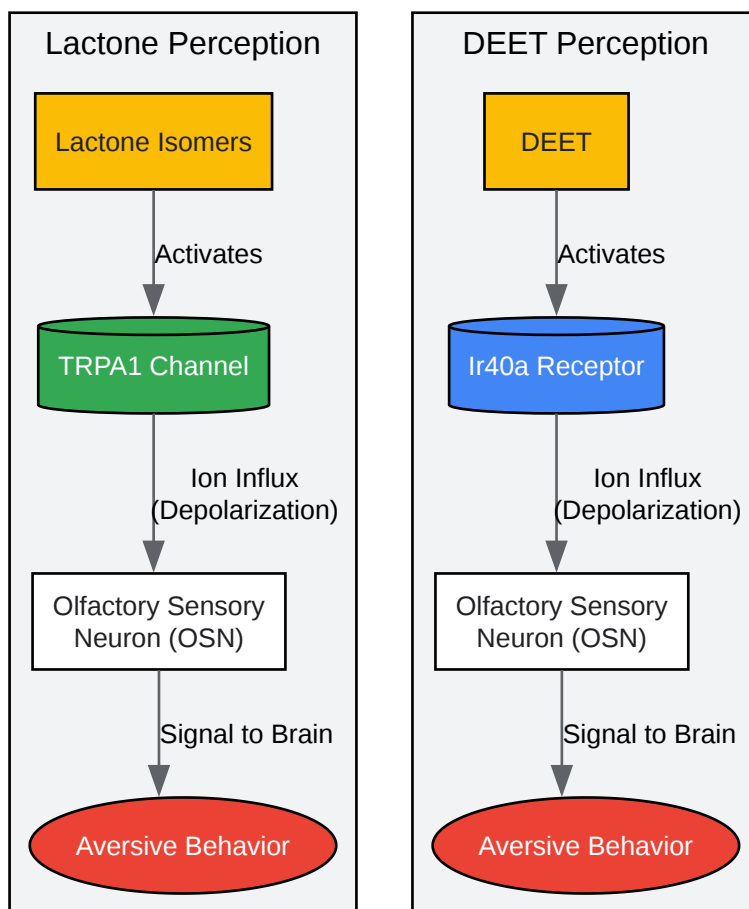 Lactone Perception
Lactone Isomers
Activates
TRPA1 Channel
Ion Influx
(Depolarization)
Olfactory Sensory
Neuron (OSN)
Signal to Brain
Aversive Behavior
DEET Perception
DEET
Activates
Ir40a Receptor
Ion Influx
(Depolarization)
Olfactory Sensory
Neuron (OSN)
Signal to Brain
Aversive Behavior